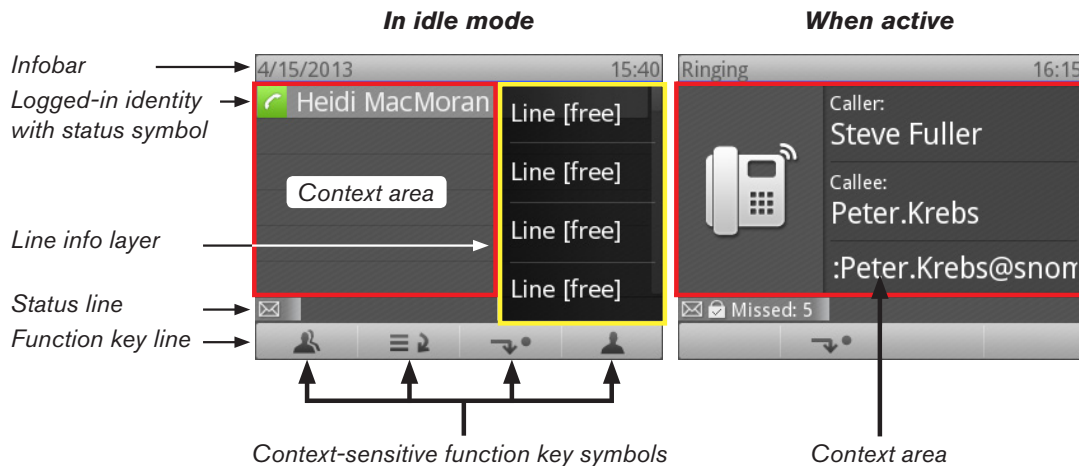 In idle mode
When active
Infobar
4/15/2013 15:40
Ringing 16:15
Logged-in identity
with status symbol
Heidi MacMoran
Line [free]
Line [free]
Line [free]
Line [free]
Context area
Caller:
Steve Fuller
Callee:
Peter.Krebs
:Peter.Krebs@snom
Line info layer
Status line
Missed: 5
Function key line
Context-sensitive function key symbols
Context area